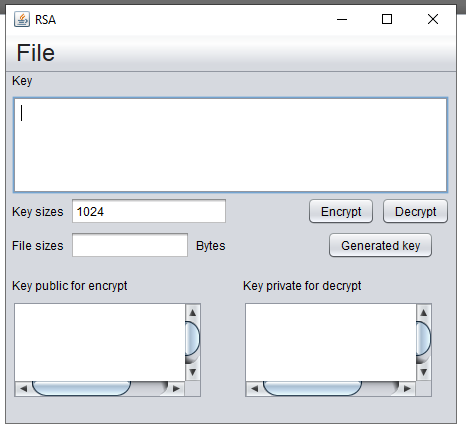 RSA
File
Key
Key sizes 1024 Encrypt Decrypt
File sizes Bytes Generated key
Key public for encrypt Key private for decrypt